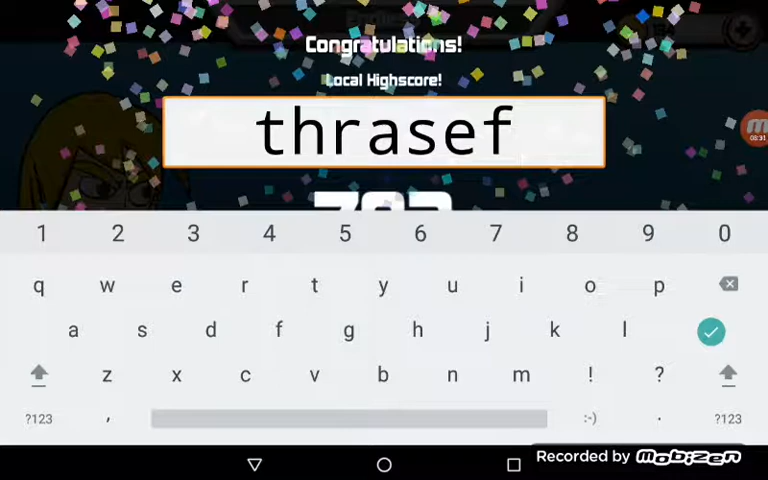 Congratulations!
Local Highscore!
thrasef
1 2 3 4 5 6 7 8 9 0
q w e r t y u i o p
a s d f g h j k l
z x c v b n m ! ?
?123 , :-) . ?123
Recorded by mobizen